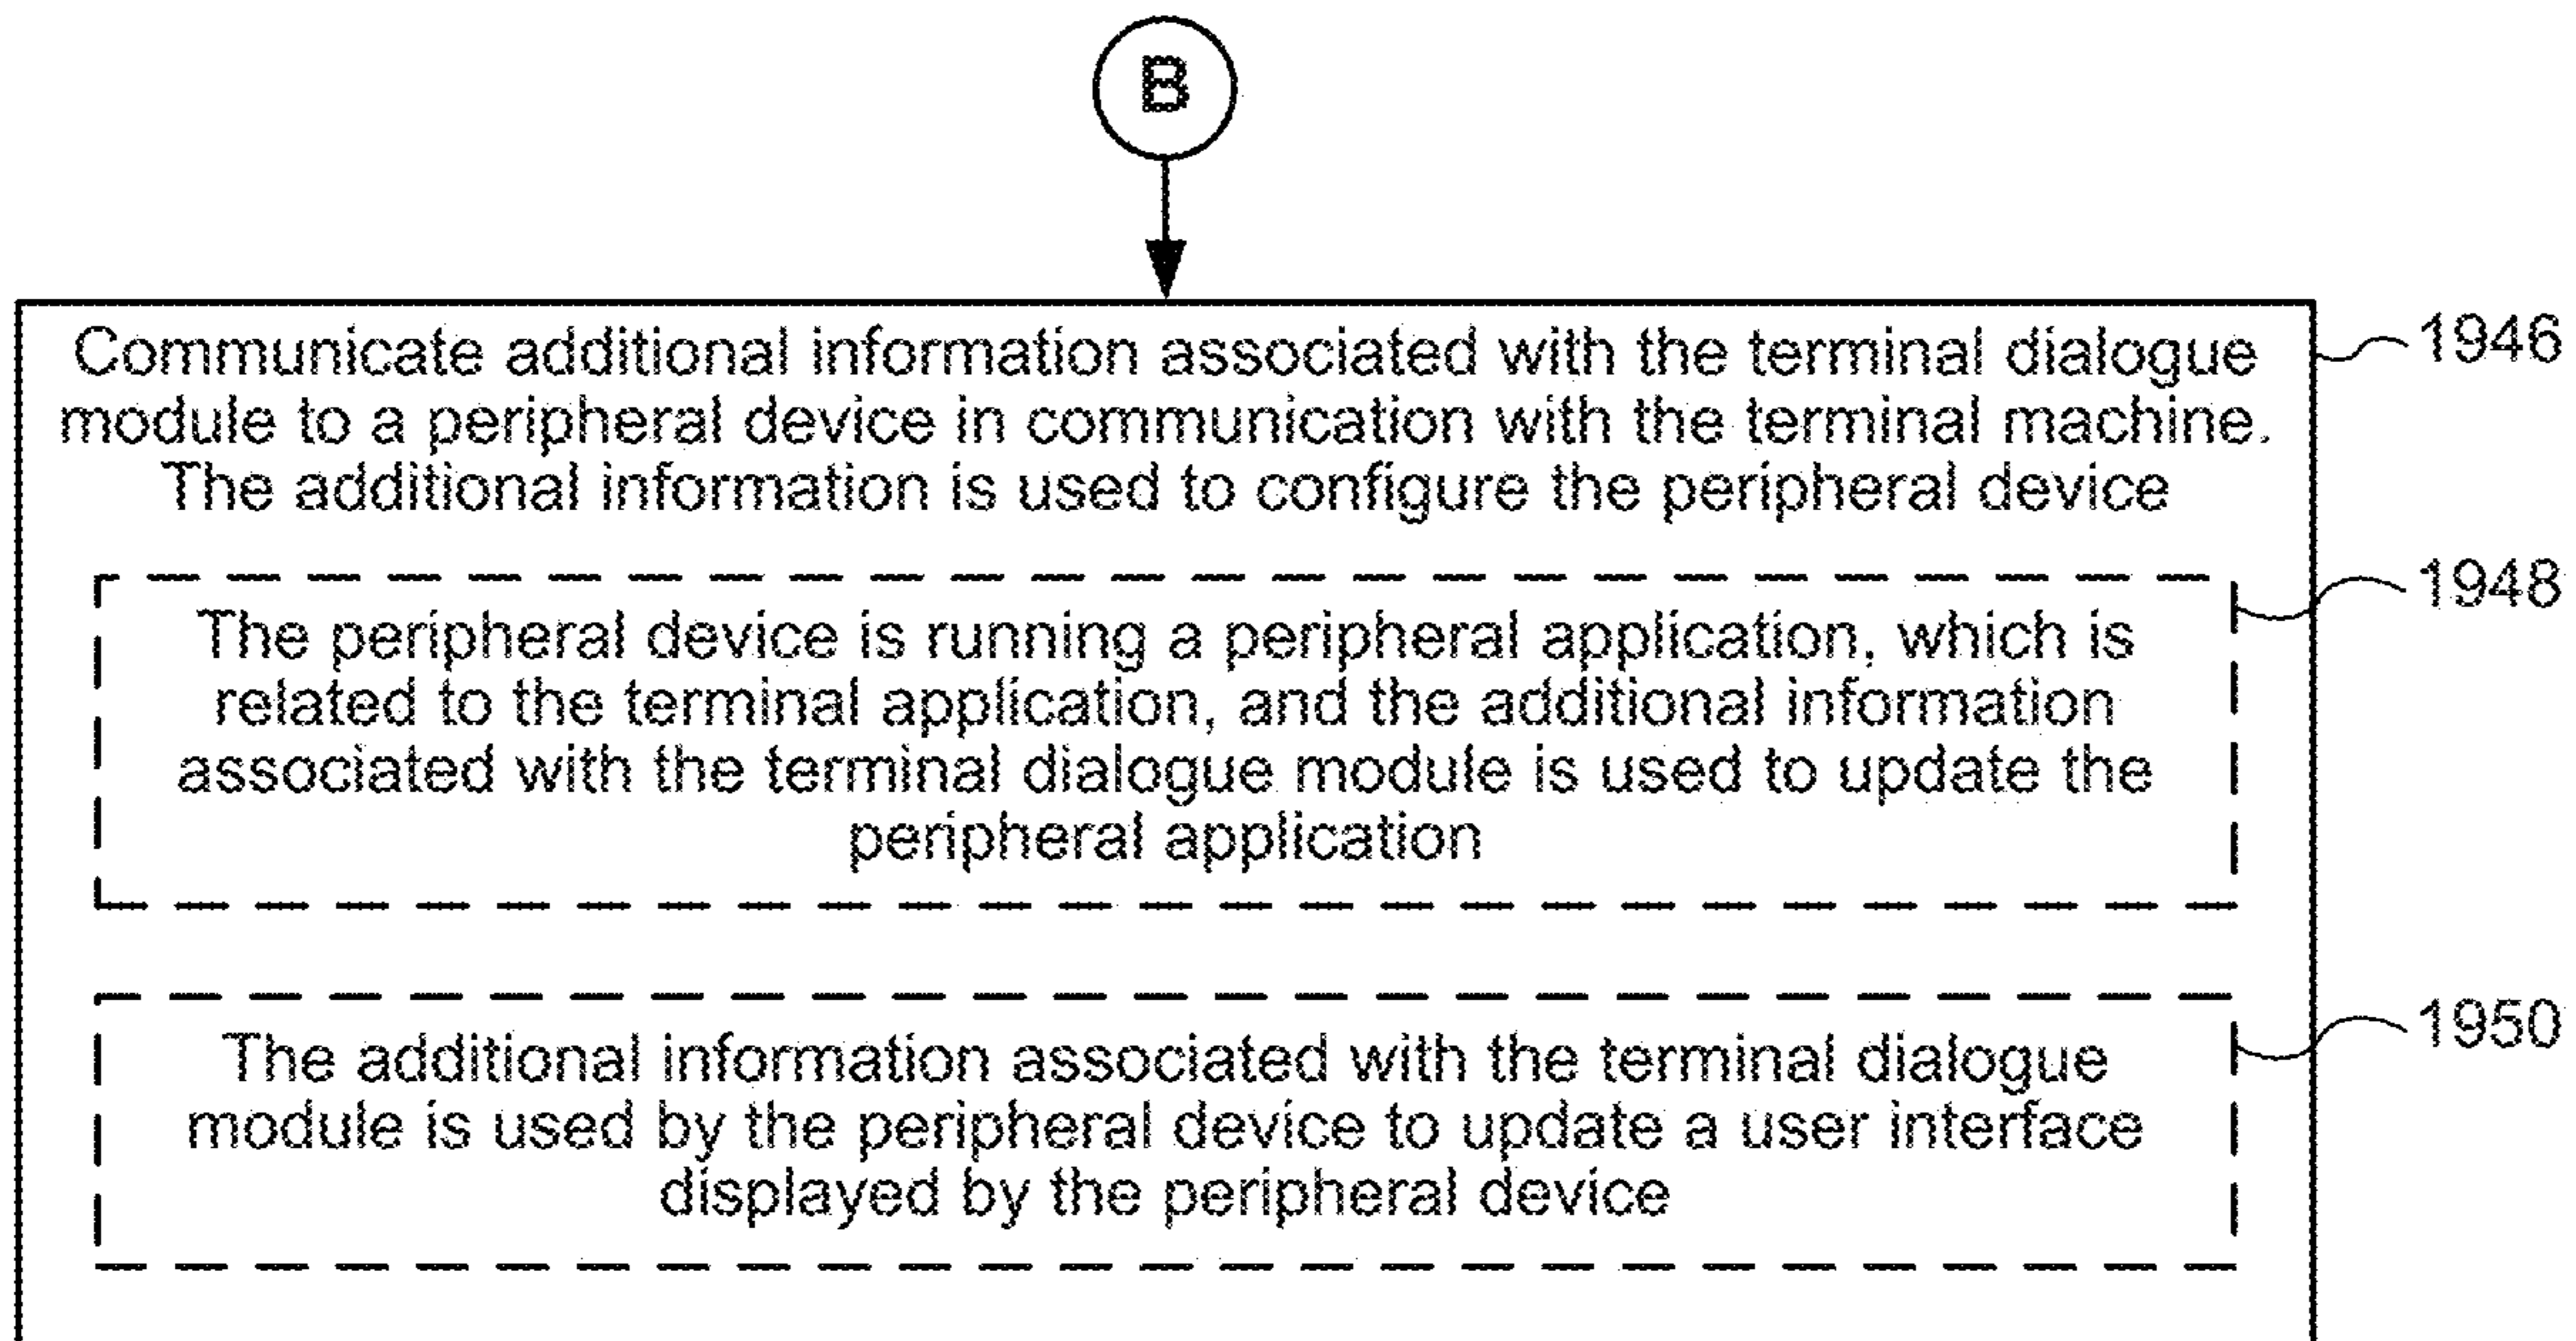 B
Communicate additional information associated with the terminal dialogue
module to a peripheral device in communication with the terminal machine.
The additional information is used to configure the peripheral device
1946
The peripheral device is running a peripheral application, which is
related to the terminal application, and the additional information
associated with the terminal dialogue module is used to update the
peripheral application
1948
The additional information associated with the terminal dialogue
module is used by the peripheral device to update a user interface
displayed by the peripheral device
1950